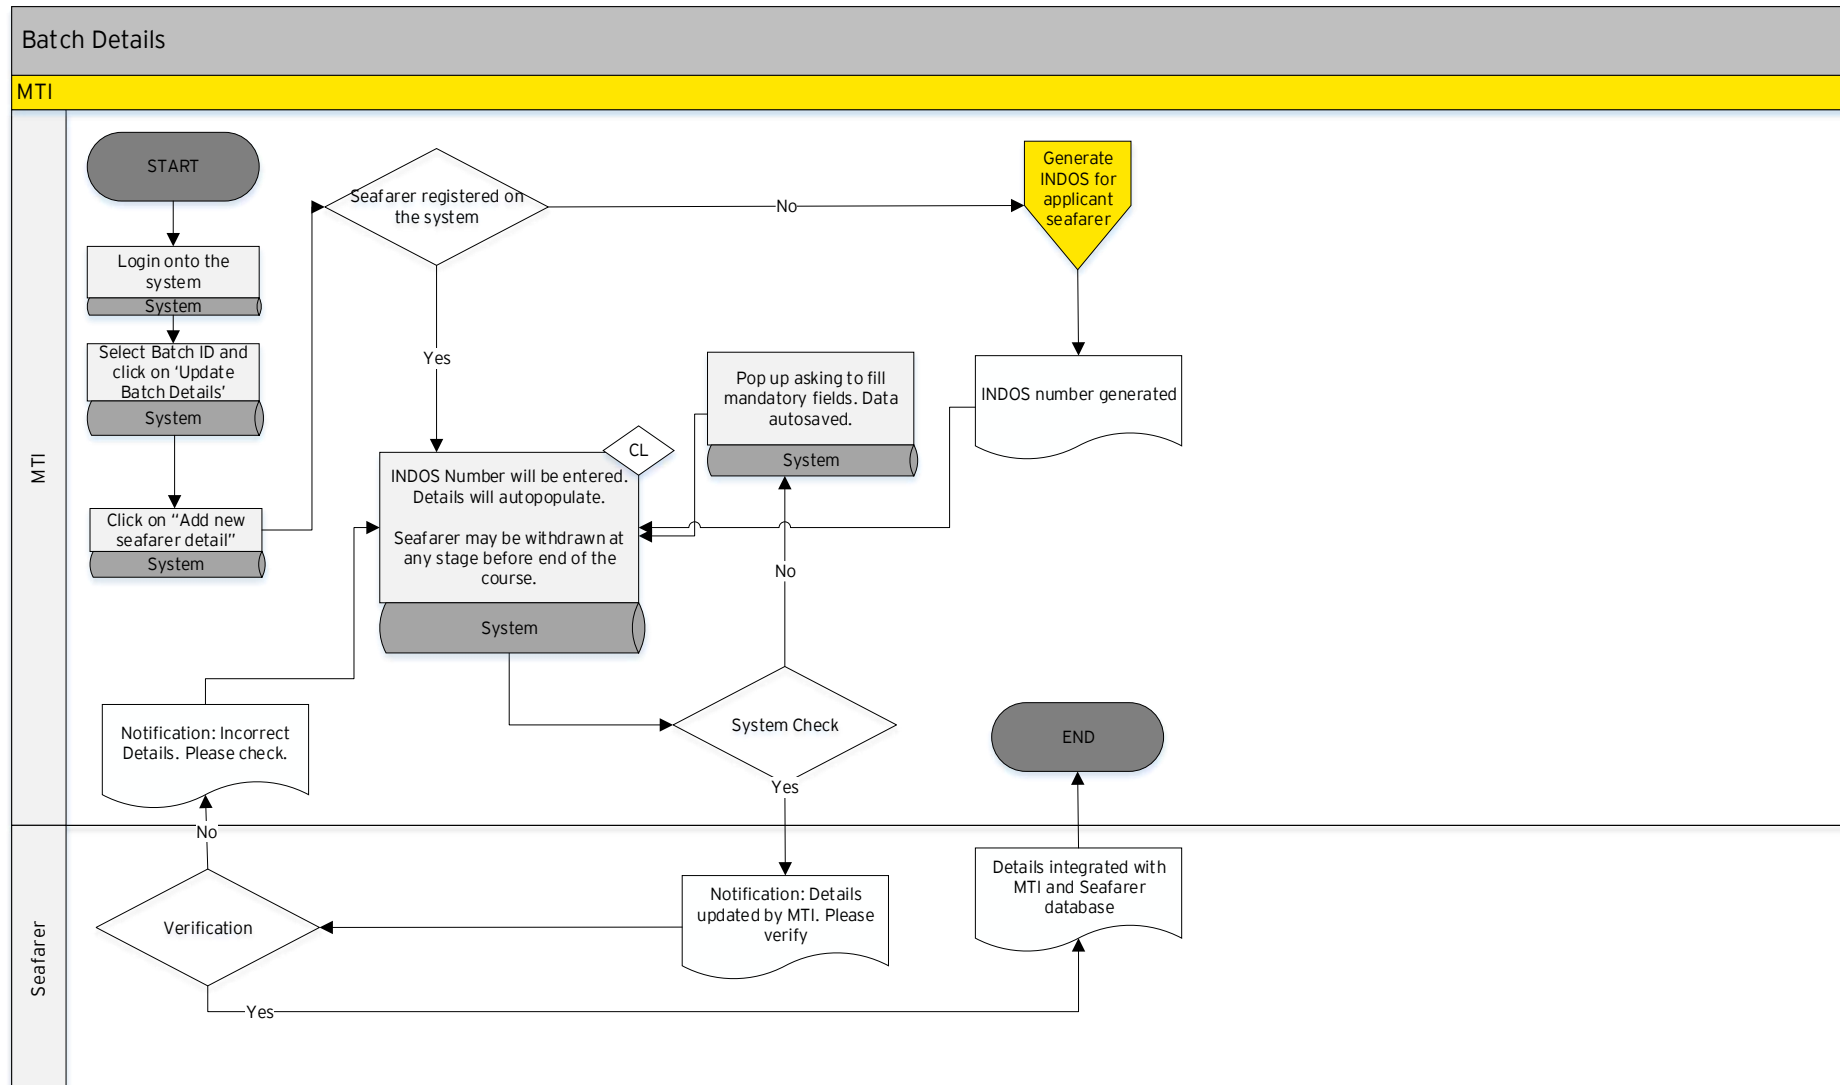 Batch Details
MTI
MTI
START
Login onto the
system
System
Select Batch ID and
click on ‘Update
Batch Details’
System
Click on “Add new
seafarer detail”
System
Seafarer registered on
the system
No
Yes
Generate
INDOS for
applicant
seafarer
INDOS number generated
Pop up asking to fill
mandatory fields. Data
autosaved.
System
CL
INDOS Number will be entered.
Details will autopopulate.
Seafarer may be withdrawn at
any stage before end of the
course.
System
No
System Check
Yes
Notification: Incorrect
Details. Please check.
No
END
Seafarer
Verification
Yes
Notification: Details
updated by MTI. Please
verify
Details integrated with
MTI and Seafarer
database